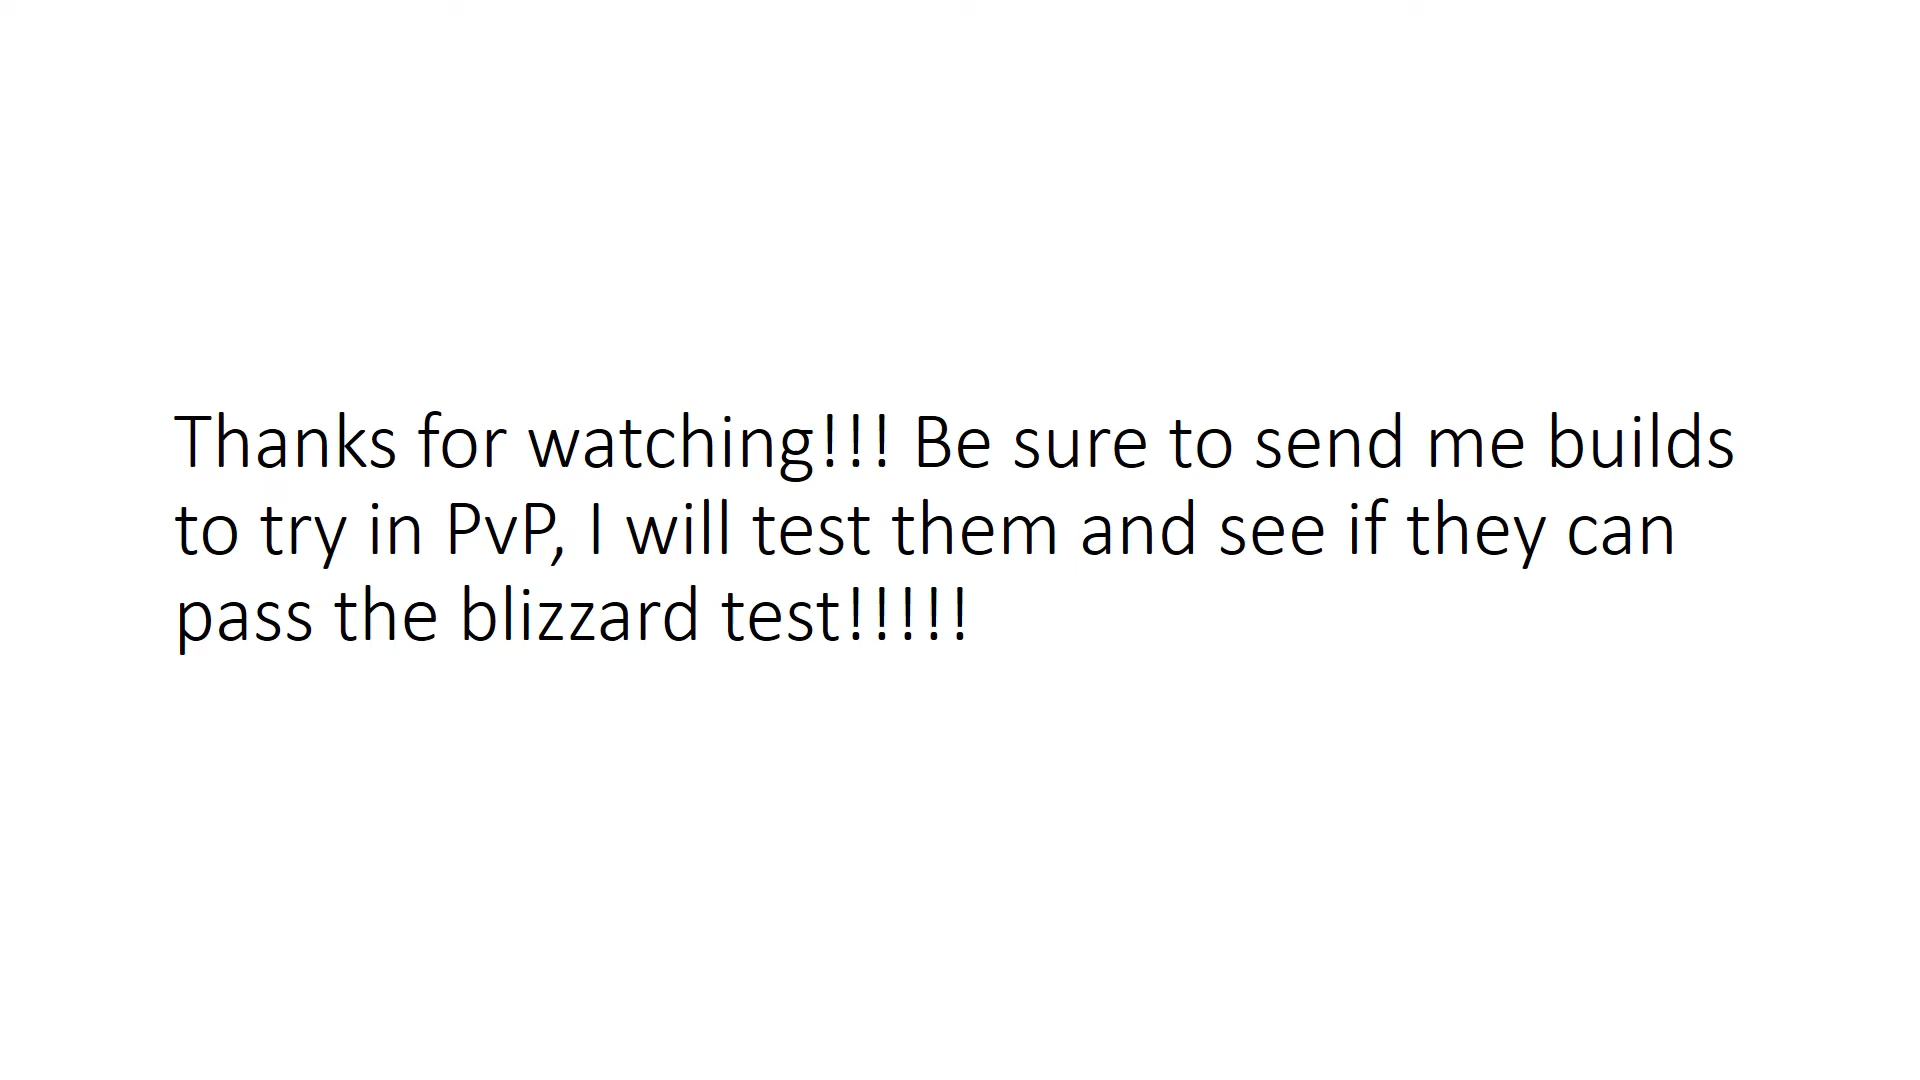 Thanks for watching!!! Be sure to send me builds
to try in PvP, I will test them and see if they can
pass the blizzard test!!!!!